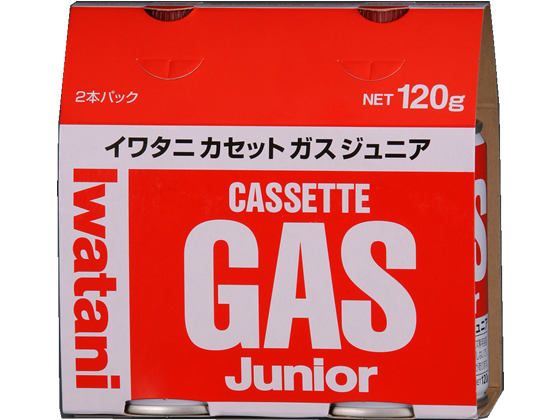 2本パック
NET 120g
イワタニ カセット ガス ジュニア
Iwatani
CASSETTE
GAS
Junior